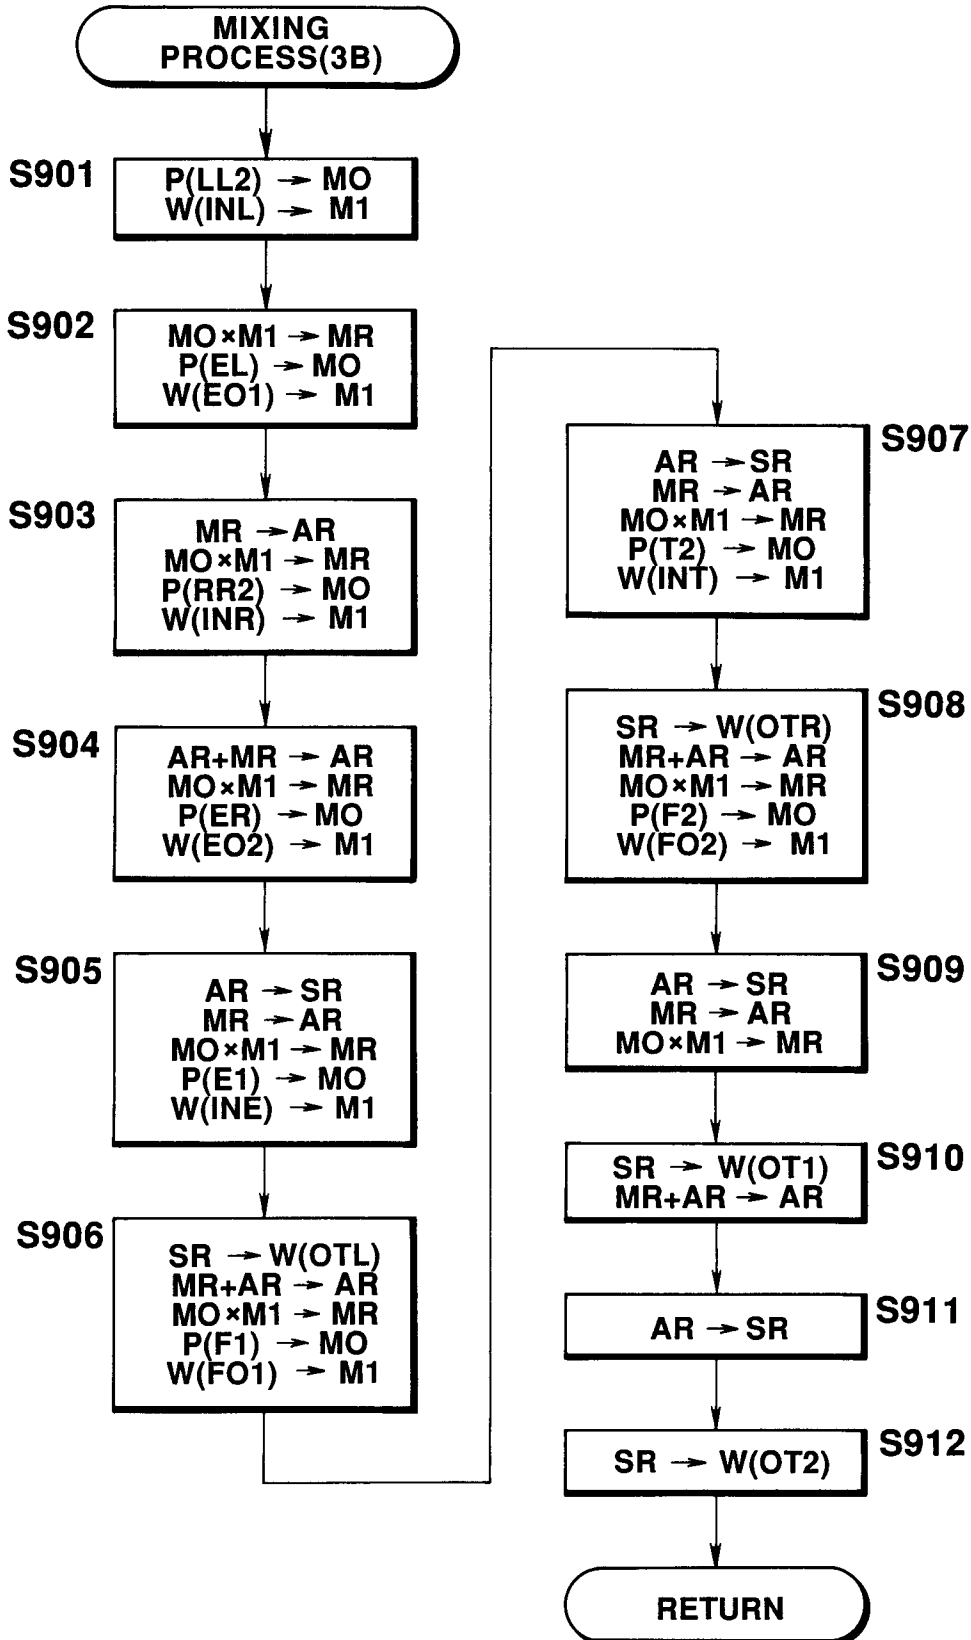 MIXING
PROCESS(3B)
S901
P(LL2) → MO
W(INL) → M1
S902
MO×M1 → MR
P(EL) → MO
W(EO1) → M1
S903
MR → AR
MO×M1 → MR
P(RR2) → MO
W(INR) → M1
S904
AR+MR → AR
MO×M1 → MR
P(ER) → MO
W(EO2) → M1
S905
AR → SR
MR → AR
MO×M1 → MR
P(E1) → MO
W(INE) → M1
S906
SR → W(OTL)
MR+AR → AR
MO×M1 → MR
P(F1) → MO
W(FO1) → M1
S907
AR → SR
MR → AR
MO×M1 → MR
P(T2) → MO
W(INT) → M1
S908
SR → W(OTR)
MR+AR → AR
MO×M1 → MR
P(F2) → MO
W(FO2) → M1
S909
AR → SR
MR → AR
MO×M1 → MR
S910
SR → W(OT1)
MR+AR → AR
S911
AR → SR
S912
SR → W(OT2)
RETURN